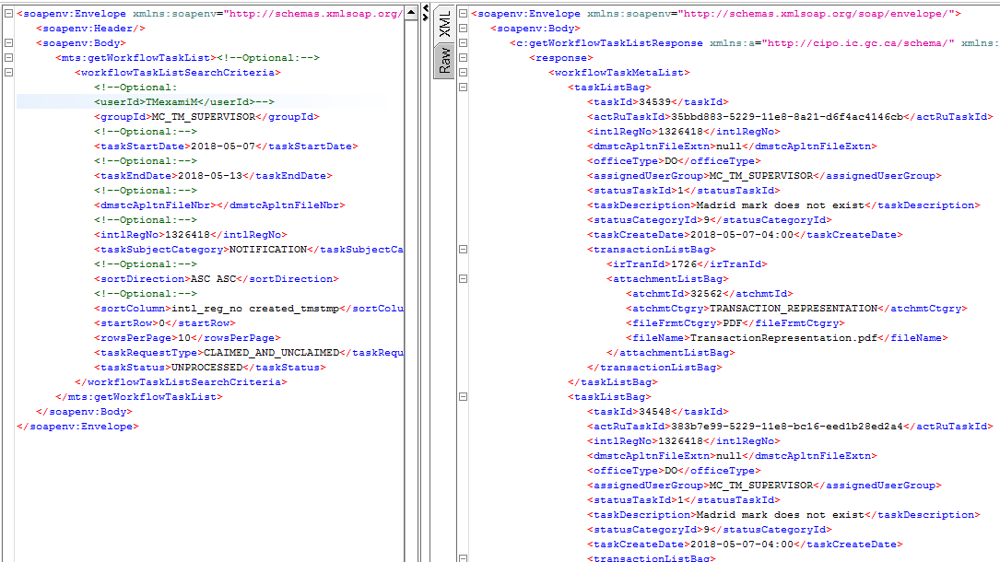 <soapenv:Envelope xmlns:soapenv="http://schemas.xmlsoap.org/
<soapenv:Header/>
<soapenv:Body>
<mts:getWorkflowTaskList><!--Optional:-->
<workflowTaskListSearchCriteria>
<!--Optional:
<userId>TMexamiM</userId>-->
<groupId>MC_TM_SUPERVISOR</groupId>
<!--Optional:-->
<taskStartDate>2018-05-07</taskStartDate>
<!--Optional:-->
<taskEndDate>2018-05-13</taskEndDate>
<!--Optional:-->
<dmstcApltnFileNbr></dmstcApltnFileNbr>
<!--Optional:-->
<intlRegNo>1326418</intlRegNo>
<taskSubjectCategory>NOTIFICATION</taskSubjectCa
<!--Optional:-->
<sortDirection>ASC ASC</sortDirection>
<!--Optional:-->
<sortColumn>intl_reg_no created_tmstmp</sortColu
<startRow>0</startRow>
<rowsPerPage>10</rowsPerPage>
<taskRequestType>CLAIMED_AND_UNCLAIMED</taskRequ
<taskStatus>UNPROCESSED</taskStatus>
</workflowTaskListSearchCriteria>
</mts:getWorkflowTaskList>
</soapenv:Body>
</soapenv:Envelope>
XML
Raw
<soapenv:Envelope xmlns:soapenv="http://schemas.xmlsoap.org/soap/envelope/">
<soapenv:Body>
<c:getWorkflowTaskListResponse xmlns:a="http://cipo.ic.gc.ca/schema/" xmlns:
<response>
<workflowTaskMetaList>
<taskListBag>
<taskId>34539</taskId>
<actRuTaskId>35bbd883-5229-11e8-8a21-d6f4ac4146cb</actRuTaskId>
<intlRegNo>1326418</intlRegNo>
<dmstcApltnFileExtn>null</dmstcApltnFileExtn>
<officeType>DO</officeType>
<assignedUserGroup>MC_TM_SUPERVISOR</assignedUserGroup>
<statusTaskId>1</statusTaskId>
<taskDescription>Madrid mark does not exist</taskDescription>
<statusCategoryId>9</statusCategoryId>
<taskCreateDate>2018-05-07-04:00</taskCreateDate>
<transactionListBag>
<irTranId>1726</irTranId>
<attachmentListBag>
<atchmtId>32562</atchmtId>
<atchmtCtgry>TRANSACTION_REPRESENTATION</atchmtCtgry>
<fileFrmtCtgry>PDF</fileFrmtCtgry>
<fileName>TransactionRepresentation.pdf</fileName>
</attachmentListBag>
</transactionListBag>
</taskListBag>
<taskListBag>
<taskId>34548</taskId>
<actRuTaskId>383b7e99-5229-11e8-bc16-eed1b28ed2a4</actRuTaskId>
<intlRegNo>1326418</intlRegNo>
<dmstcApltnFileExtn>null</dmstcApltnFileExtn>
<officeType>DO</officeType>
<assignedUserGroup>MC_TM_SUPERVISOR</assignedUserGroup>
<statusTaskId>1</statusTaskId>
<taskDescription>Madrid mark does not exist</taskDescription>
<statusCategoryId>9</statusCategoryId>
<taskCreateDate>2018-05-07-04:00</taskCreateDate>
<transactionListBag>